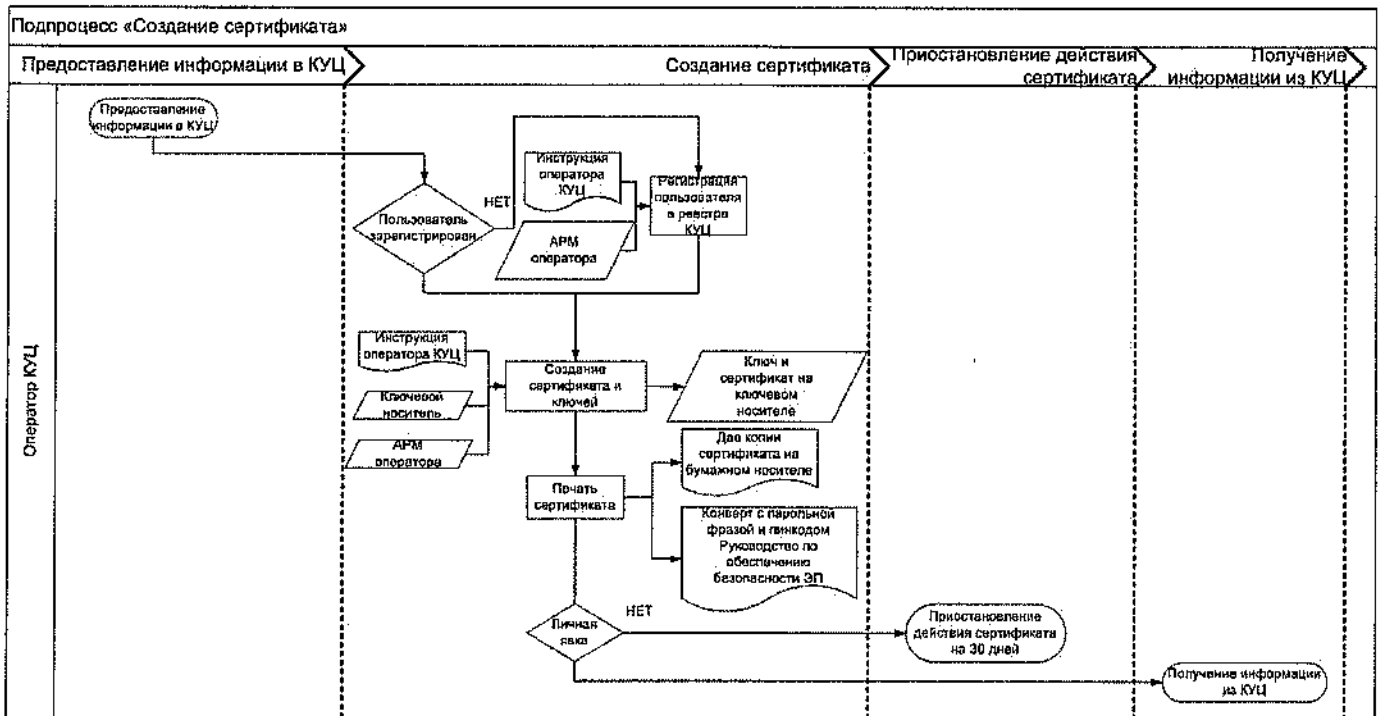 Подпроцесс «Создание сертификата»
Предоставление информации в КУЦ
Создание сертификата
Приостановление действия
сертификата
Получение
информации из КУЦ
Оператор КУЦ
Предоставление
информации в КУЦ
Пользователь
зарегистрирован
НЕТ
Инструкция
оператора
КУЦ
АРМ
оператора
Регистрация
пользователя
в реестре
КУЦ
Инструкция
оператора КУЦ
Ключевой
носитель
АРМ
оператора
Создание
сертификата и
ключей
Ключ и
сертификат на
ключевом
носителе
Две копии
сертификата на
бумажном носителе
Печать
сертификата
Конверт с парольной
фразой и пинкодом
Руководство по
обеспечению
безопасности ЭП
Личная
явка
НЕТ
Приостановление
действия сертификата
на 30 дней
Получение информации
из КУЦ